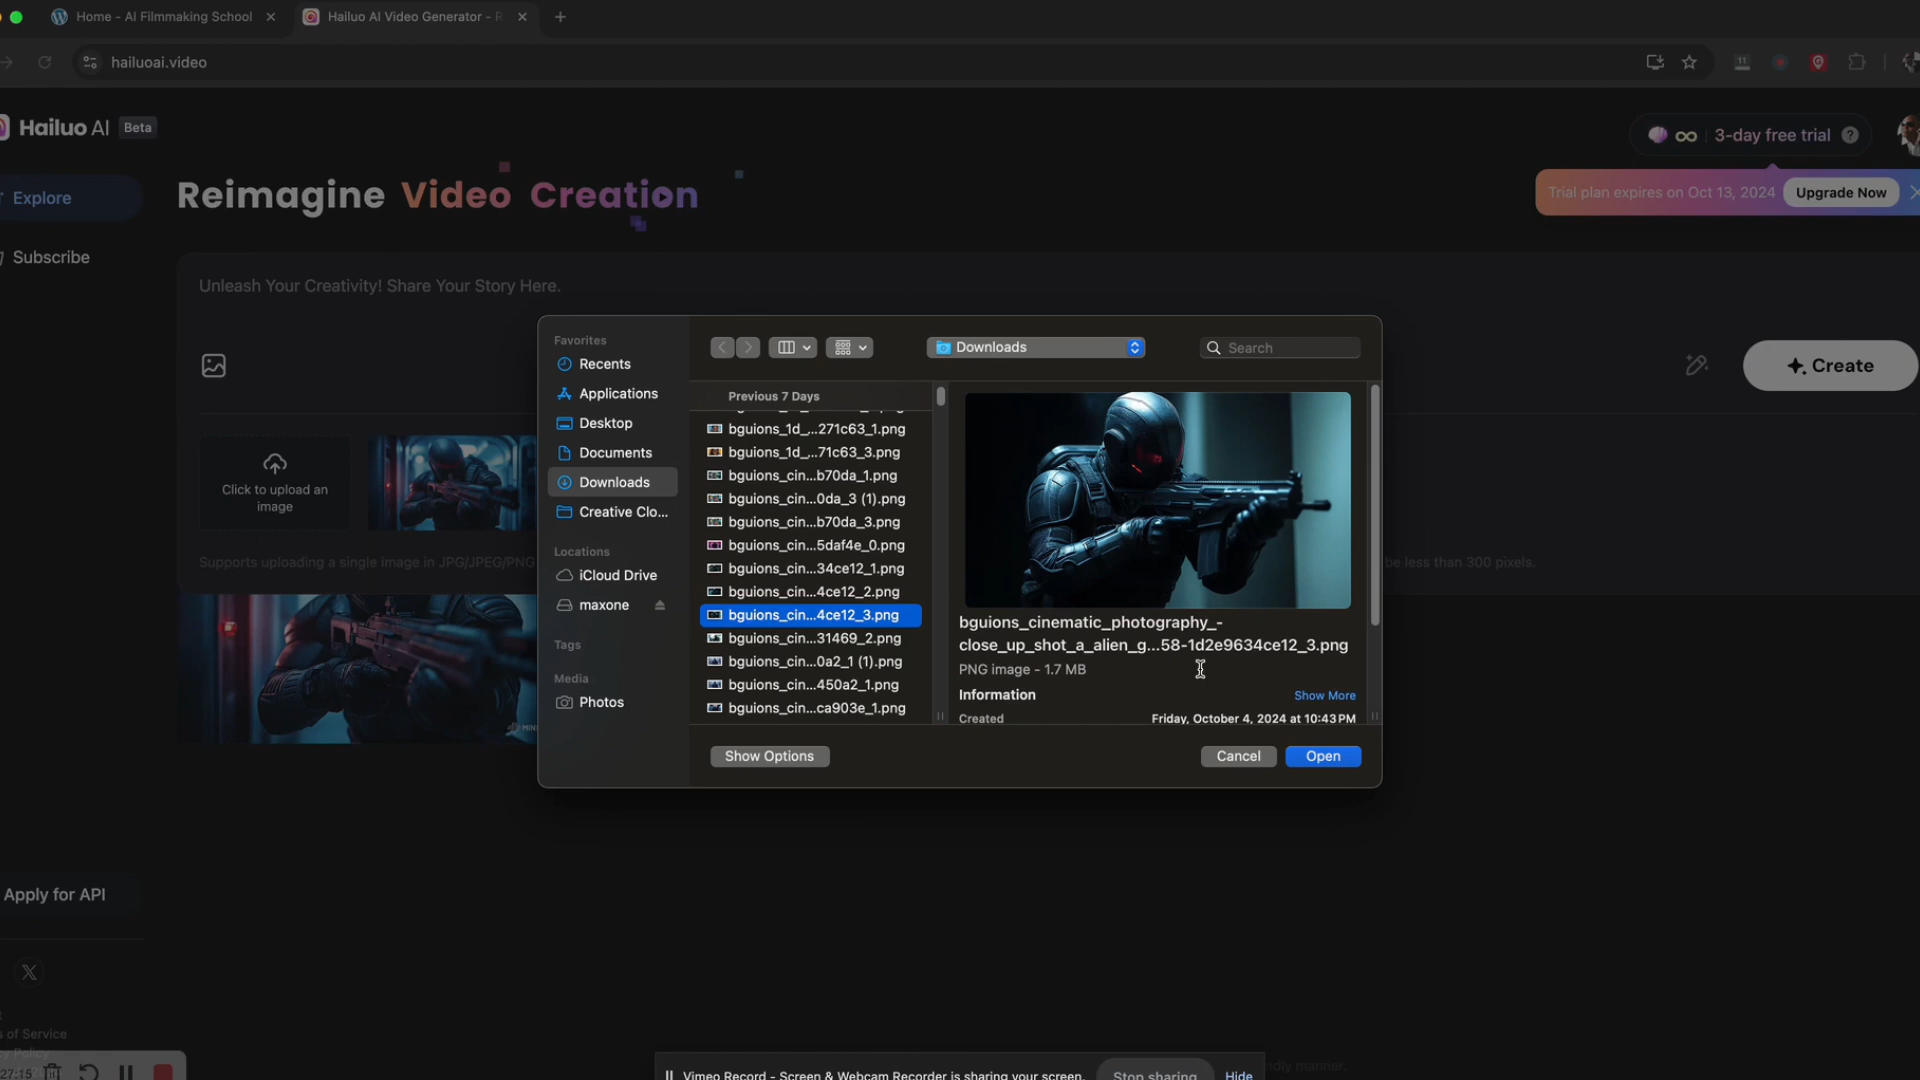 Home - AI Filmmaking School
Hailuo AI Video Generator - R
hailuoai.video
11
Hailuo AI Beta
3-day free trial ?
Explore
Reimagine Video Creation
Trial plan expires on Oct 13, 2024 Upgrade Now
Subscribe
Unleash Your Creativity! Share Your Story Here.
Create
Click to upload an
image
Supports uploading a single image in JPG/JPEG/PNG
be less than 300 pixels.
Favorites
Recents
Applications
Desktop
Documents
Downloads
Creative Clo...
Locations
iCloud Drive
maxone
Tags
Media
Photos
Downloads
Search
Previous 7 Days
bguions_1d_...271c63_1.png
bguions_1d_...71c63_3.png
bguions_cin...b70da_1.png
bguions_cin...0da_3 (1).png
bguions_cin...b70da_3.png
bguions_cin...5daf4e_0.png
bguions_cin...34ce12_1.png
bguions_cin...4ce12_2.png
bguions_cin...4ce12_3.png
bguions_cin...31469_2.png
bguions_cin...0a2_1 (1).png
bguions_cin...450a2_1.png
bguions_cin...ca903e_1.png
bguions_cinematic_photography_-
close_up_shot_a_alien_g...58-1d2e9634ce12_3.png
PNG image - 1.7 MB
Information Show More
Created Friday, October 4, 2024 at 10:43 PM
Show Options
Cancel
Open
Apply for API
s of Service
cy Policy
27:15
Vimeo Record - Screen & Webcam Recorder is sharing your screen.
Stop sharing
Hide
ndly manner.